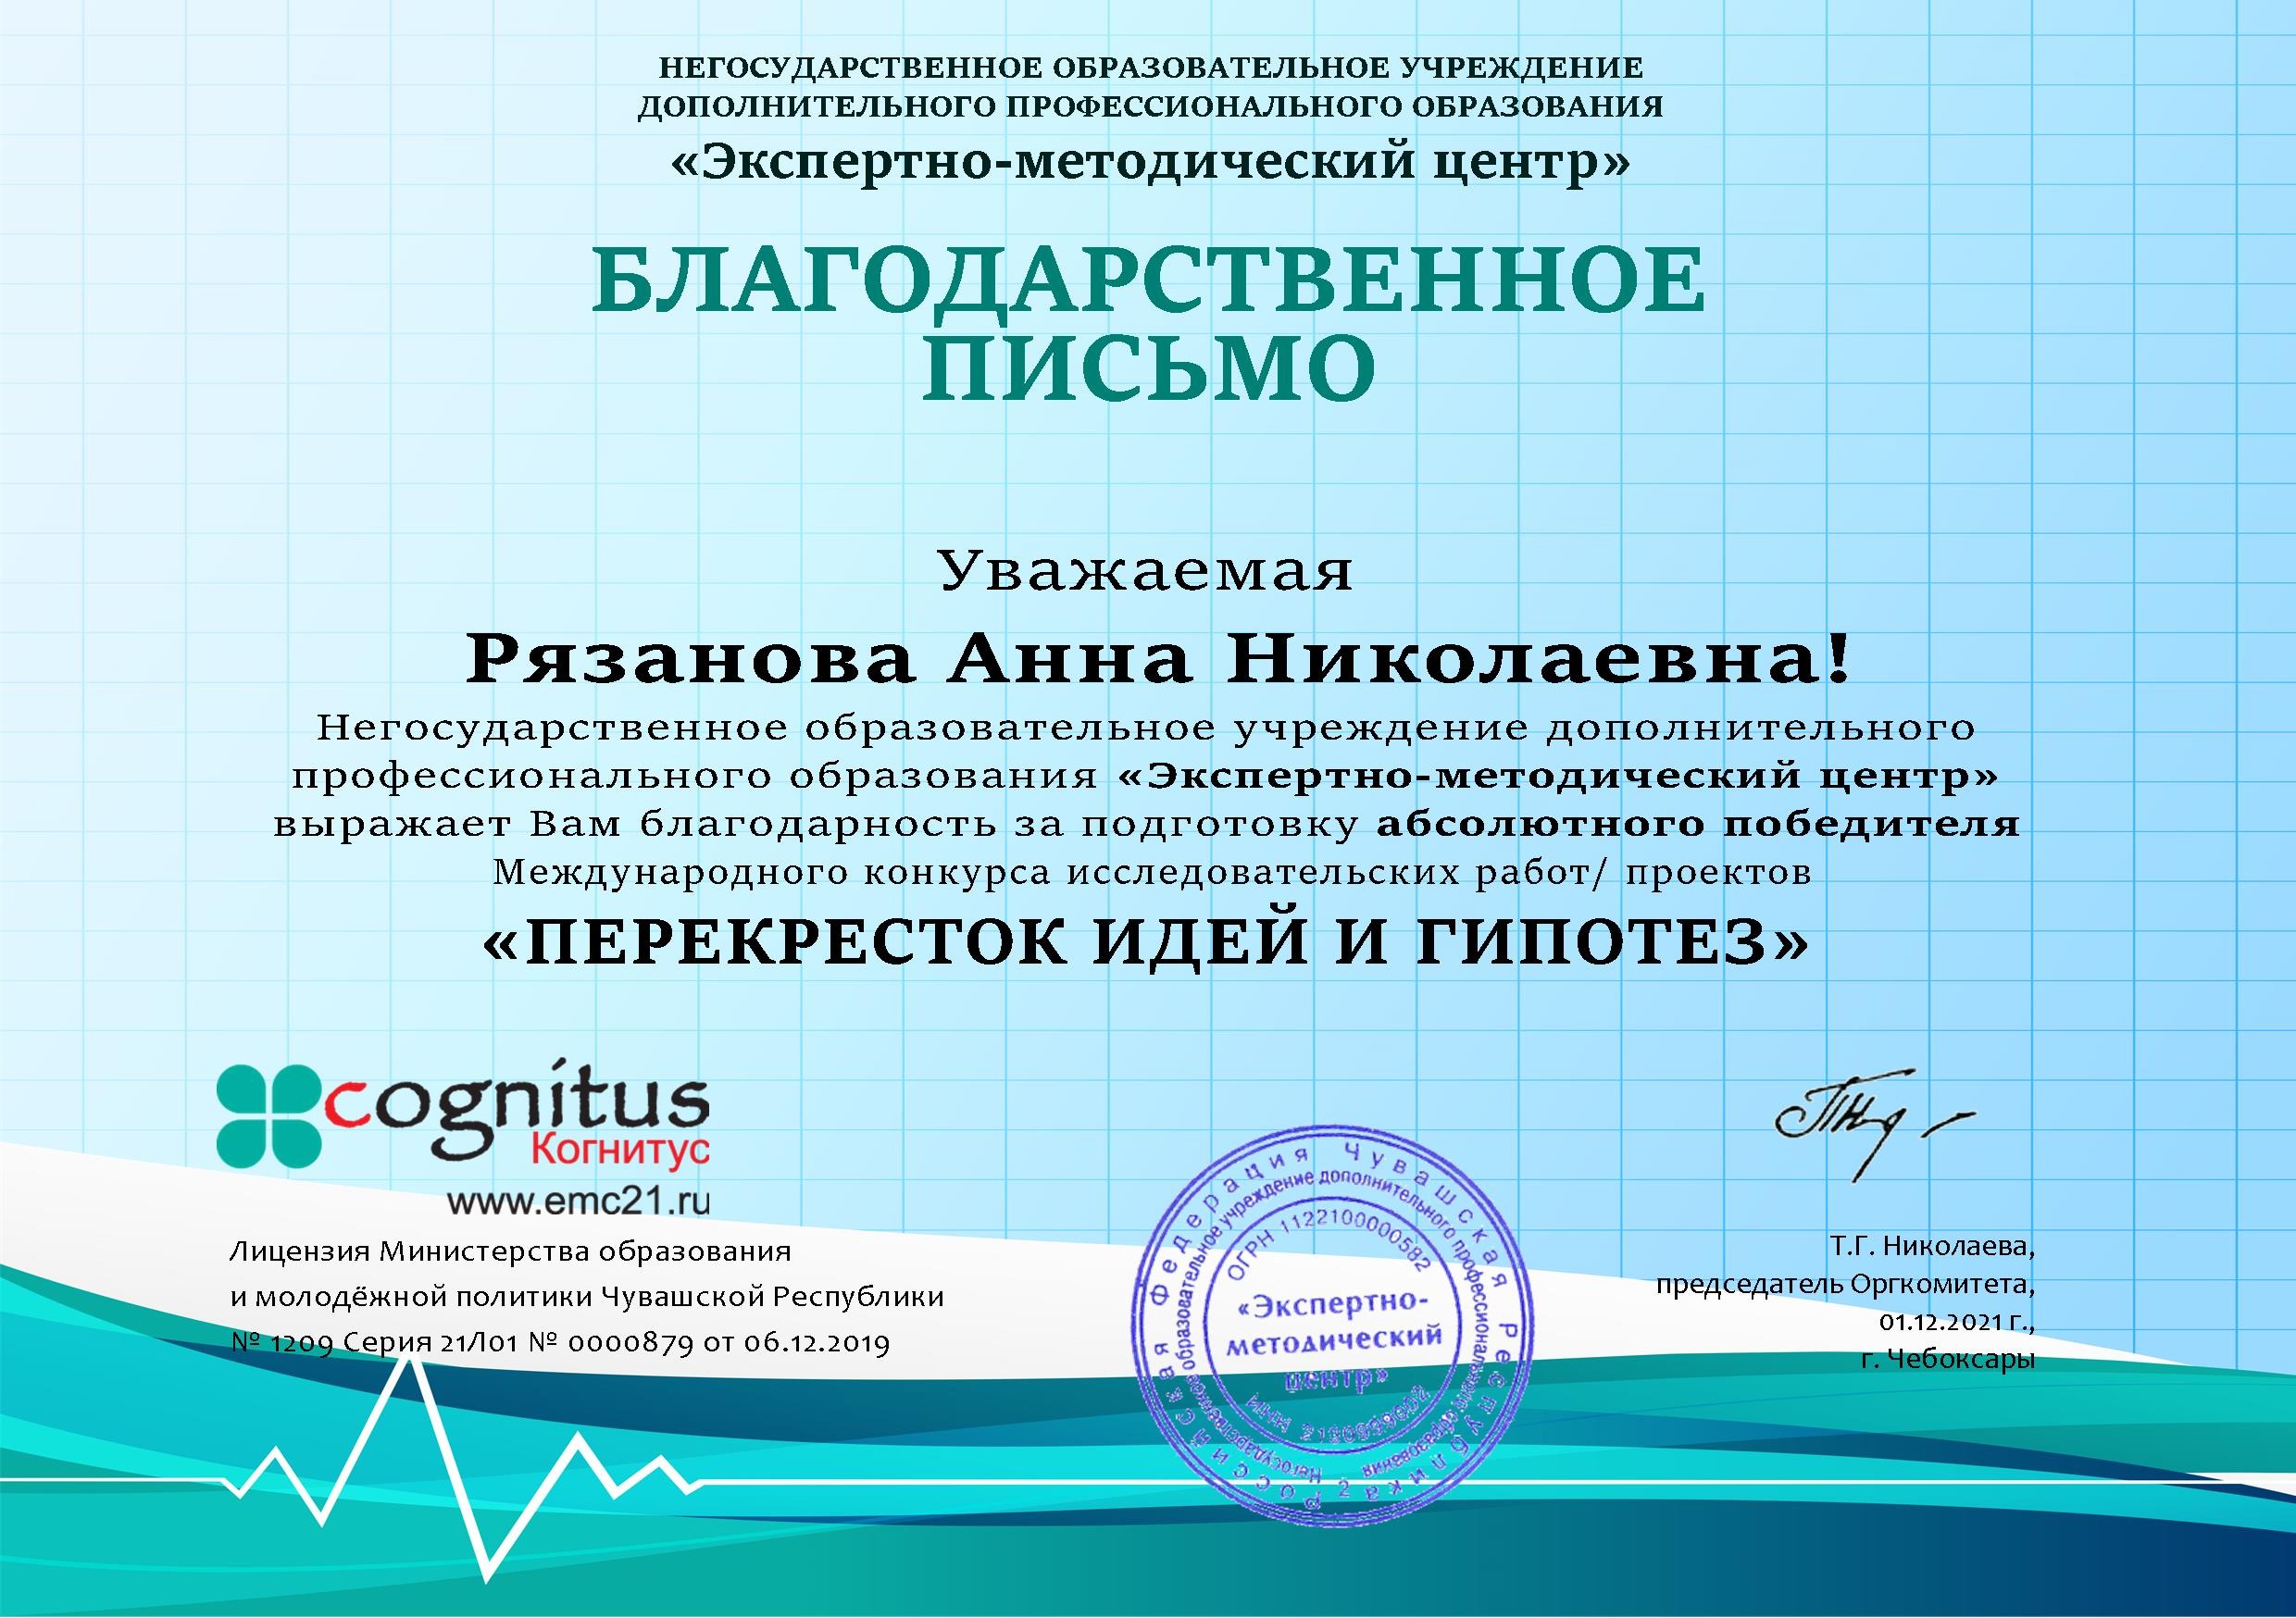 НЕГОСУДАРСТВЕННОЕ ОБРАЗОВАТЕЛЬНОЕ УЧРЕЖДЕНИЕ
ДОПОЛНИТЕЛЬНОГО ПРОФЕССИОНАЛЬНОГО ОБРАЗОВАНИЯ
«Экспертно-методический центр»
БЛАГОДАРСТВЕННОЕ
ПИСЬМО
Уважаемая
Рязанова Анна Николаевна!
Негосударственное образовательное учреждение дополнительного
профессионального образования «Экспертно-методический центр»
выражает Вам благодарность за подготовку абсолютного победителя
Международного конкурса исследовательских работ/ проектов
«ПЕРЕКРЕСТОК ИДЕЙ И ГИПОТЕЗ»
cognitus
Когнитус
www.emc21.ru
Лицензия Министерства образования
и молодёжной политики Чувашской Республики
№ 1209 Серия 21Л01 № 0000879 от 06.12.2019
Российская Федерация Чувашская Республика
Негосударственное образовательное учреждение дополнительного профессионального образования
ОГРН 1122100000582
«Экспертно-
методический
центр»
ИНН
Т.Г. Николаева,
председатель Оргкомитета,
01.12.2021 г.,
г. Чебоксары